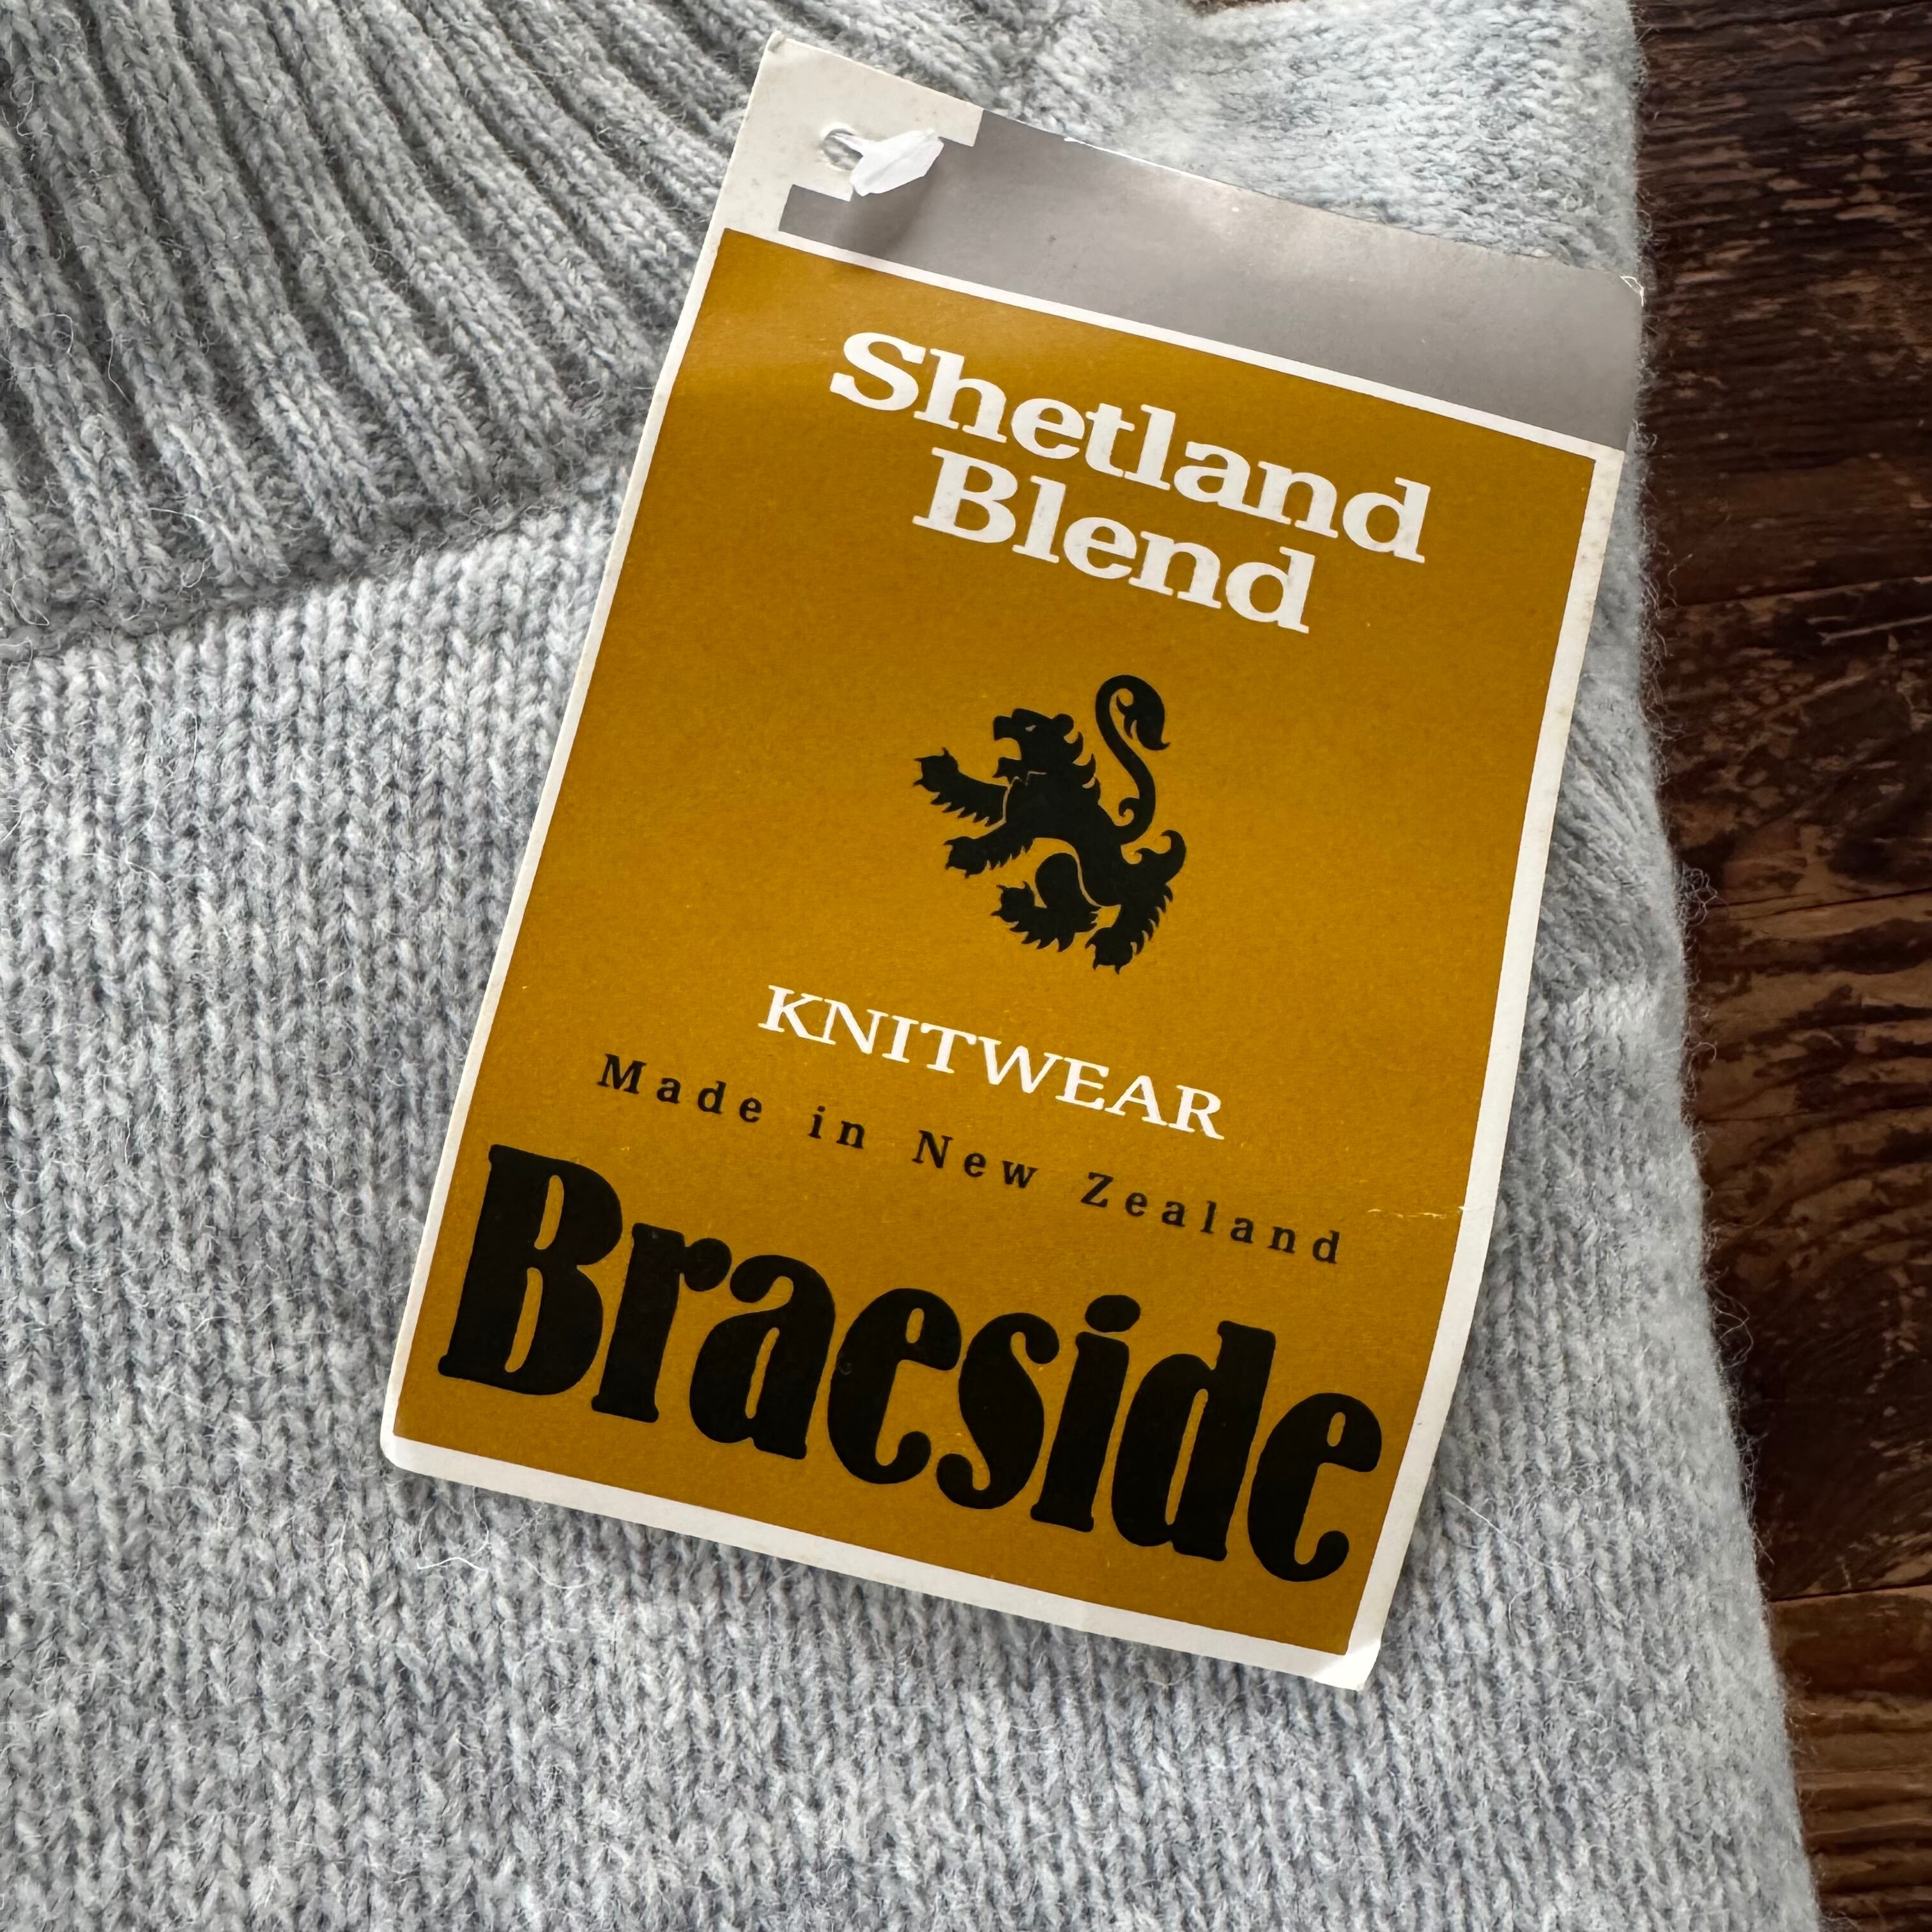 Shetland
Blend
KNITWEAR
Made in New Zealand
Braeside